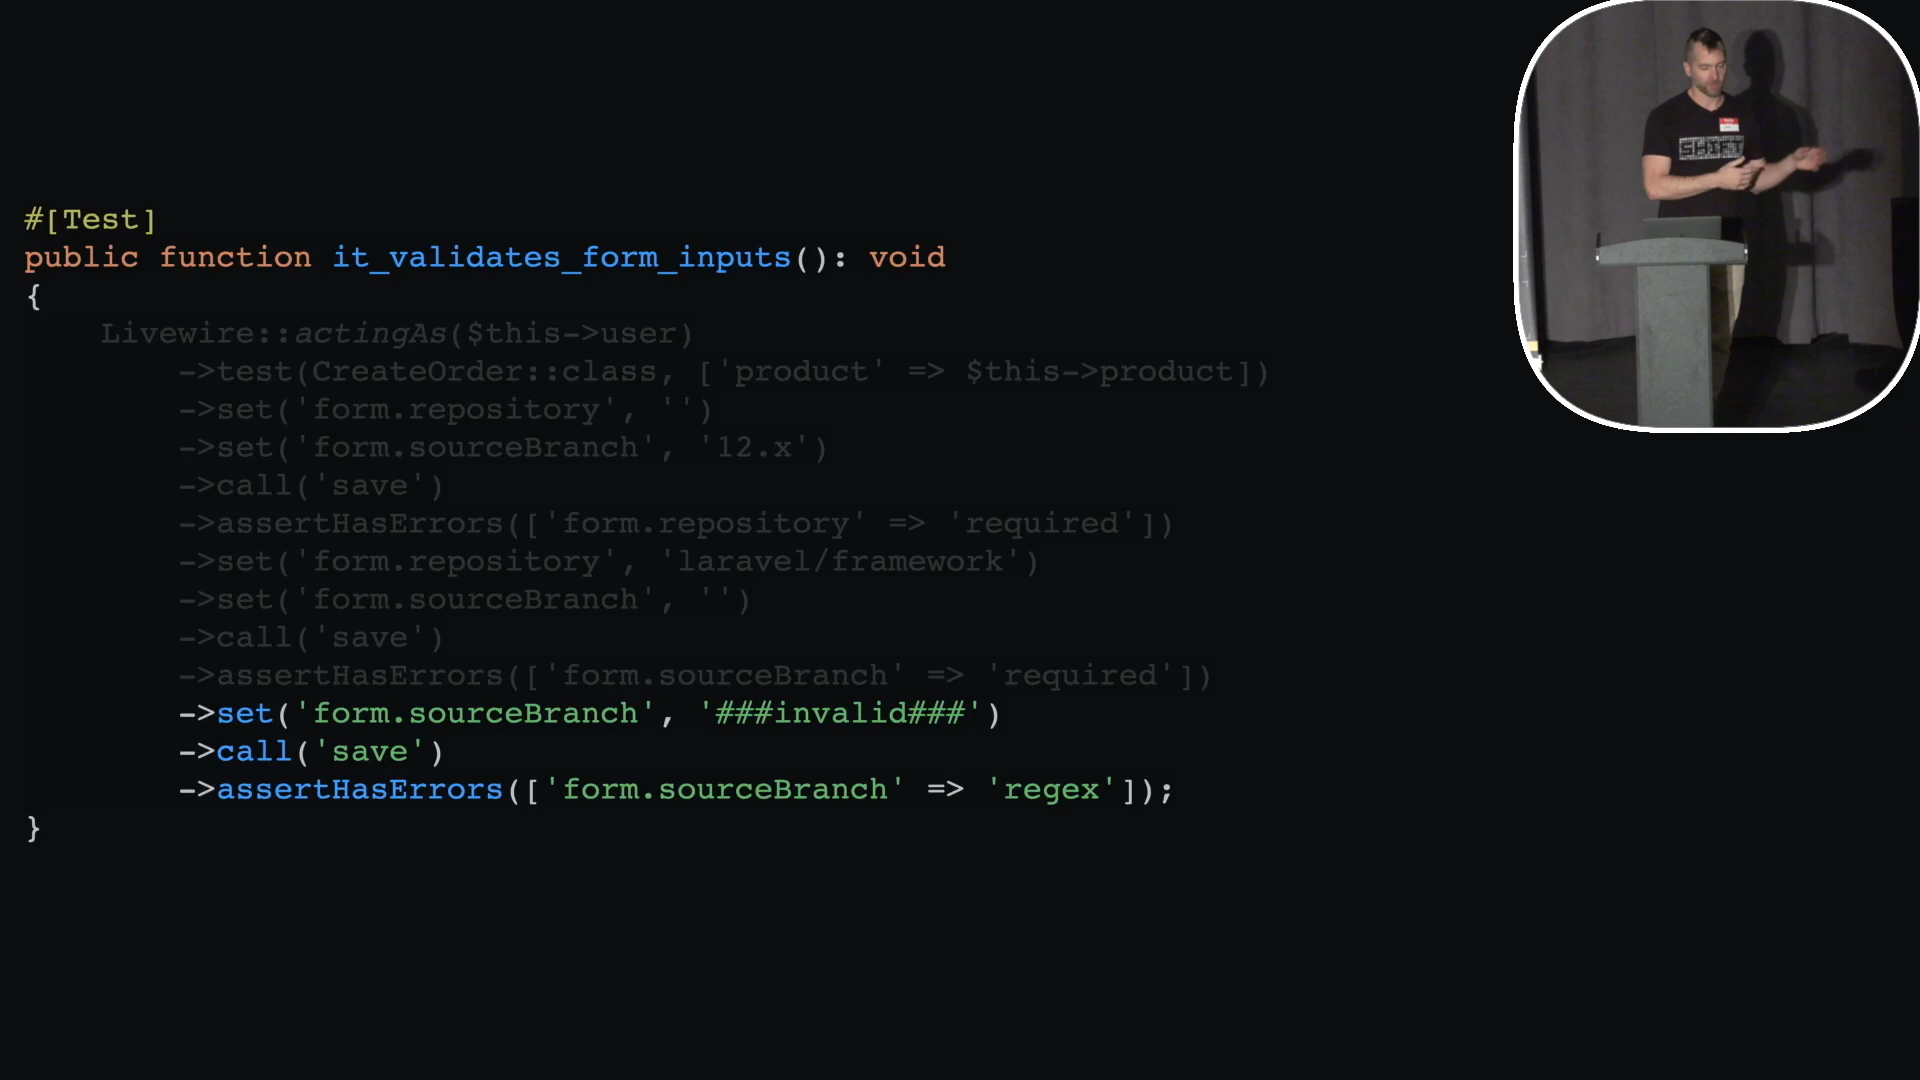 #[Test]
public function it_validates_form_inputs(): void
{
Livewire::actingAs($this->user)
->test(CreateOrder::class, ['product' => $this->product])
->set('form.repository', '')
->set('form.sourceBranch', '12.x')
->call('save')
->assertHasErrors(['form.repository' => 'required'])
->set('form.repository', 'laravel/framework')
->set('form.sourceBranch', '')
->call('save')
->assertHasErrors(['form.sourceBranch' => 'required'])
->set('form.sourceBranch', '###invalid###')
->call('save')
->assertHasErrors(['form.sourceBranch' => 'regex']);
}
SHIFT